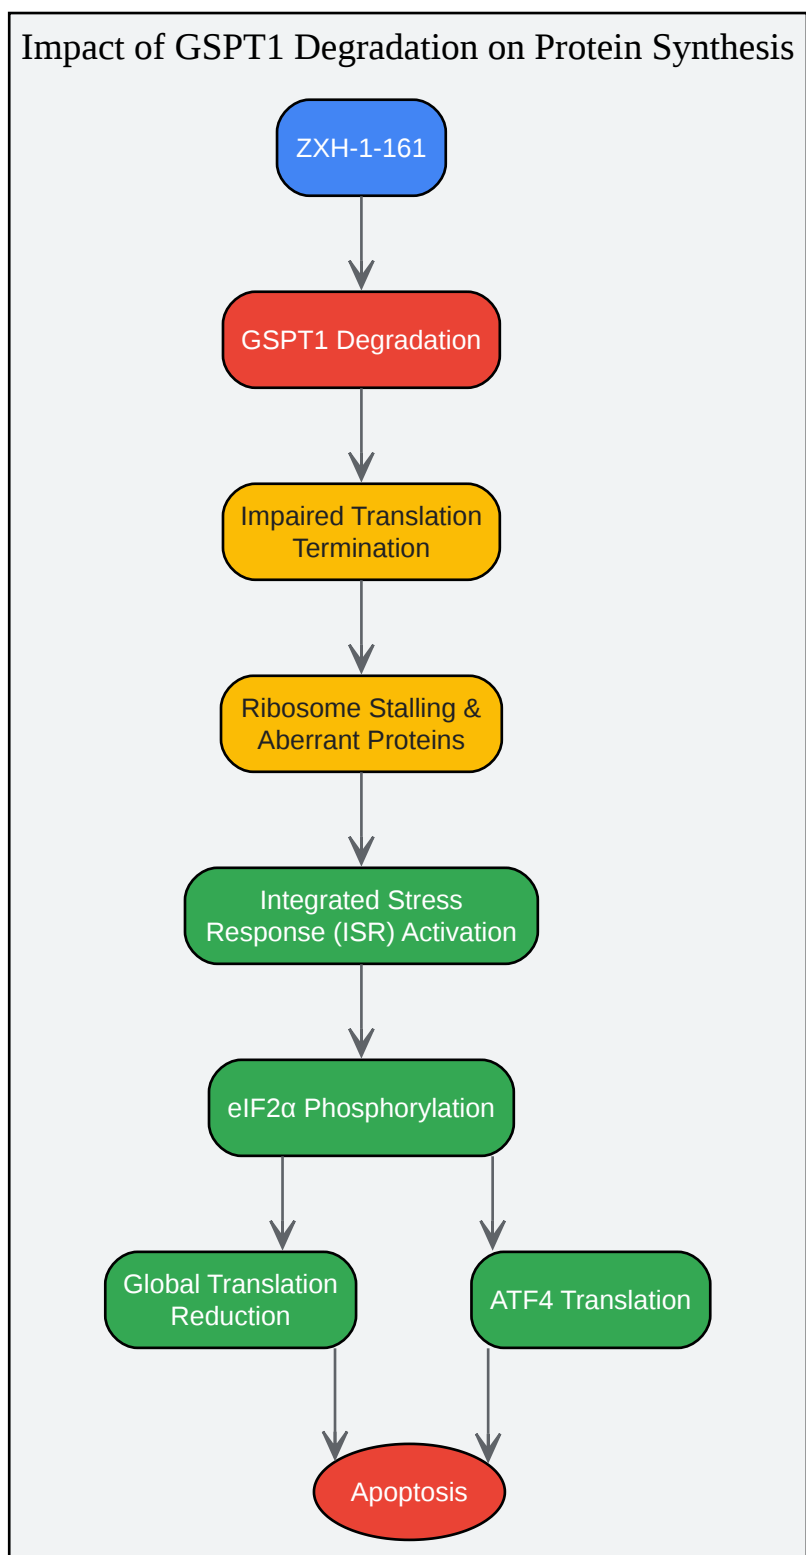 Impact of GSPT1 Degradation on Protein Synthesis
ZXH-1-161
GSPT1 Degradation
Impaired Translation
Termination
Ribosome Stalling &
Aberrant Proteins
Integrated Stress
Response (ISR) Activation
eIF2α Phosphorylation
Global Translation
Reduction
ATF4 Translation
Apoptosis